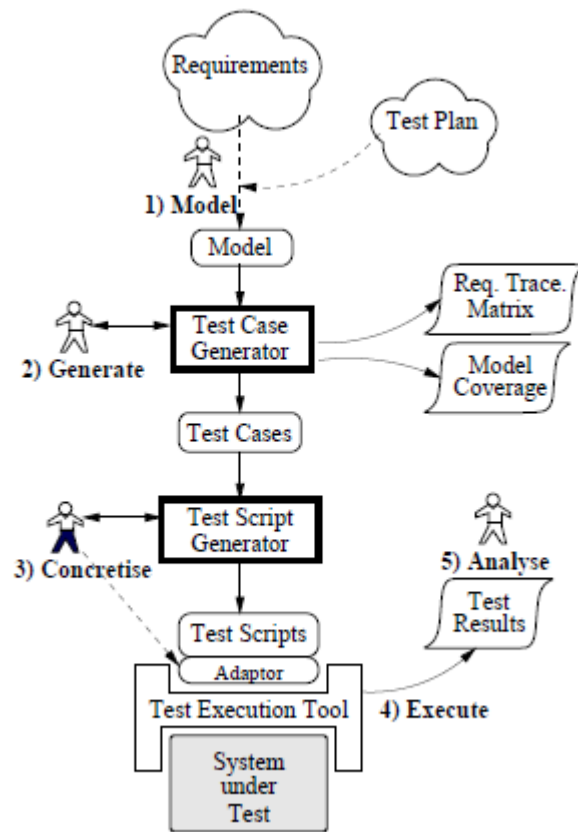 Requirements
Test Plan
1) Model
Model
Req. Trace.
Matrix
Test Case
Generator
2) Generate
Model
Coverage
Test Cases
Test Script
Generator
3) Concretise
5) Analyse
Test
Results
Test Scripts
Adaptor
Test Execution Tool
4) Execute
System
under
Test